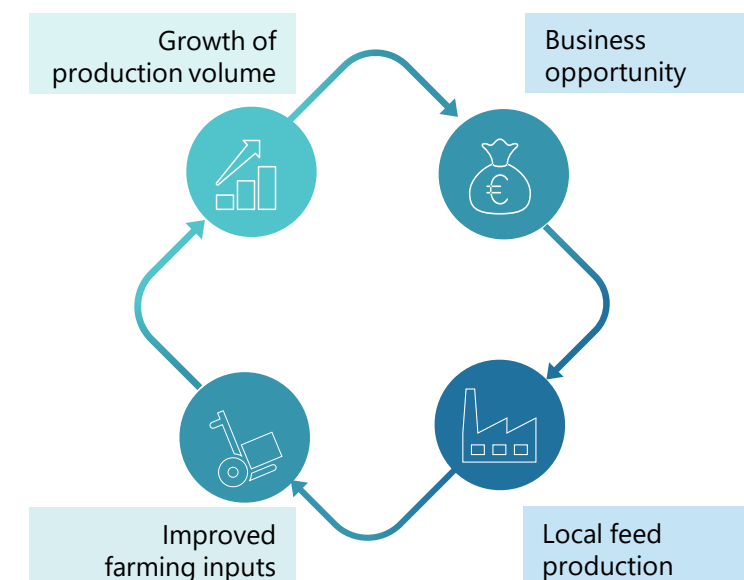 Growth of
production volume
Business
opportunity
€
Improved
farming inputs
Local feed
production